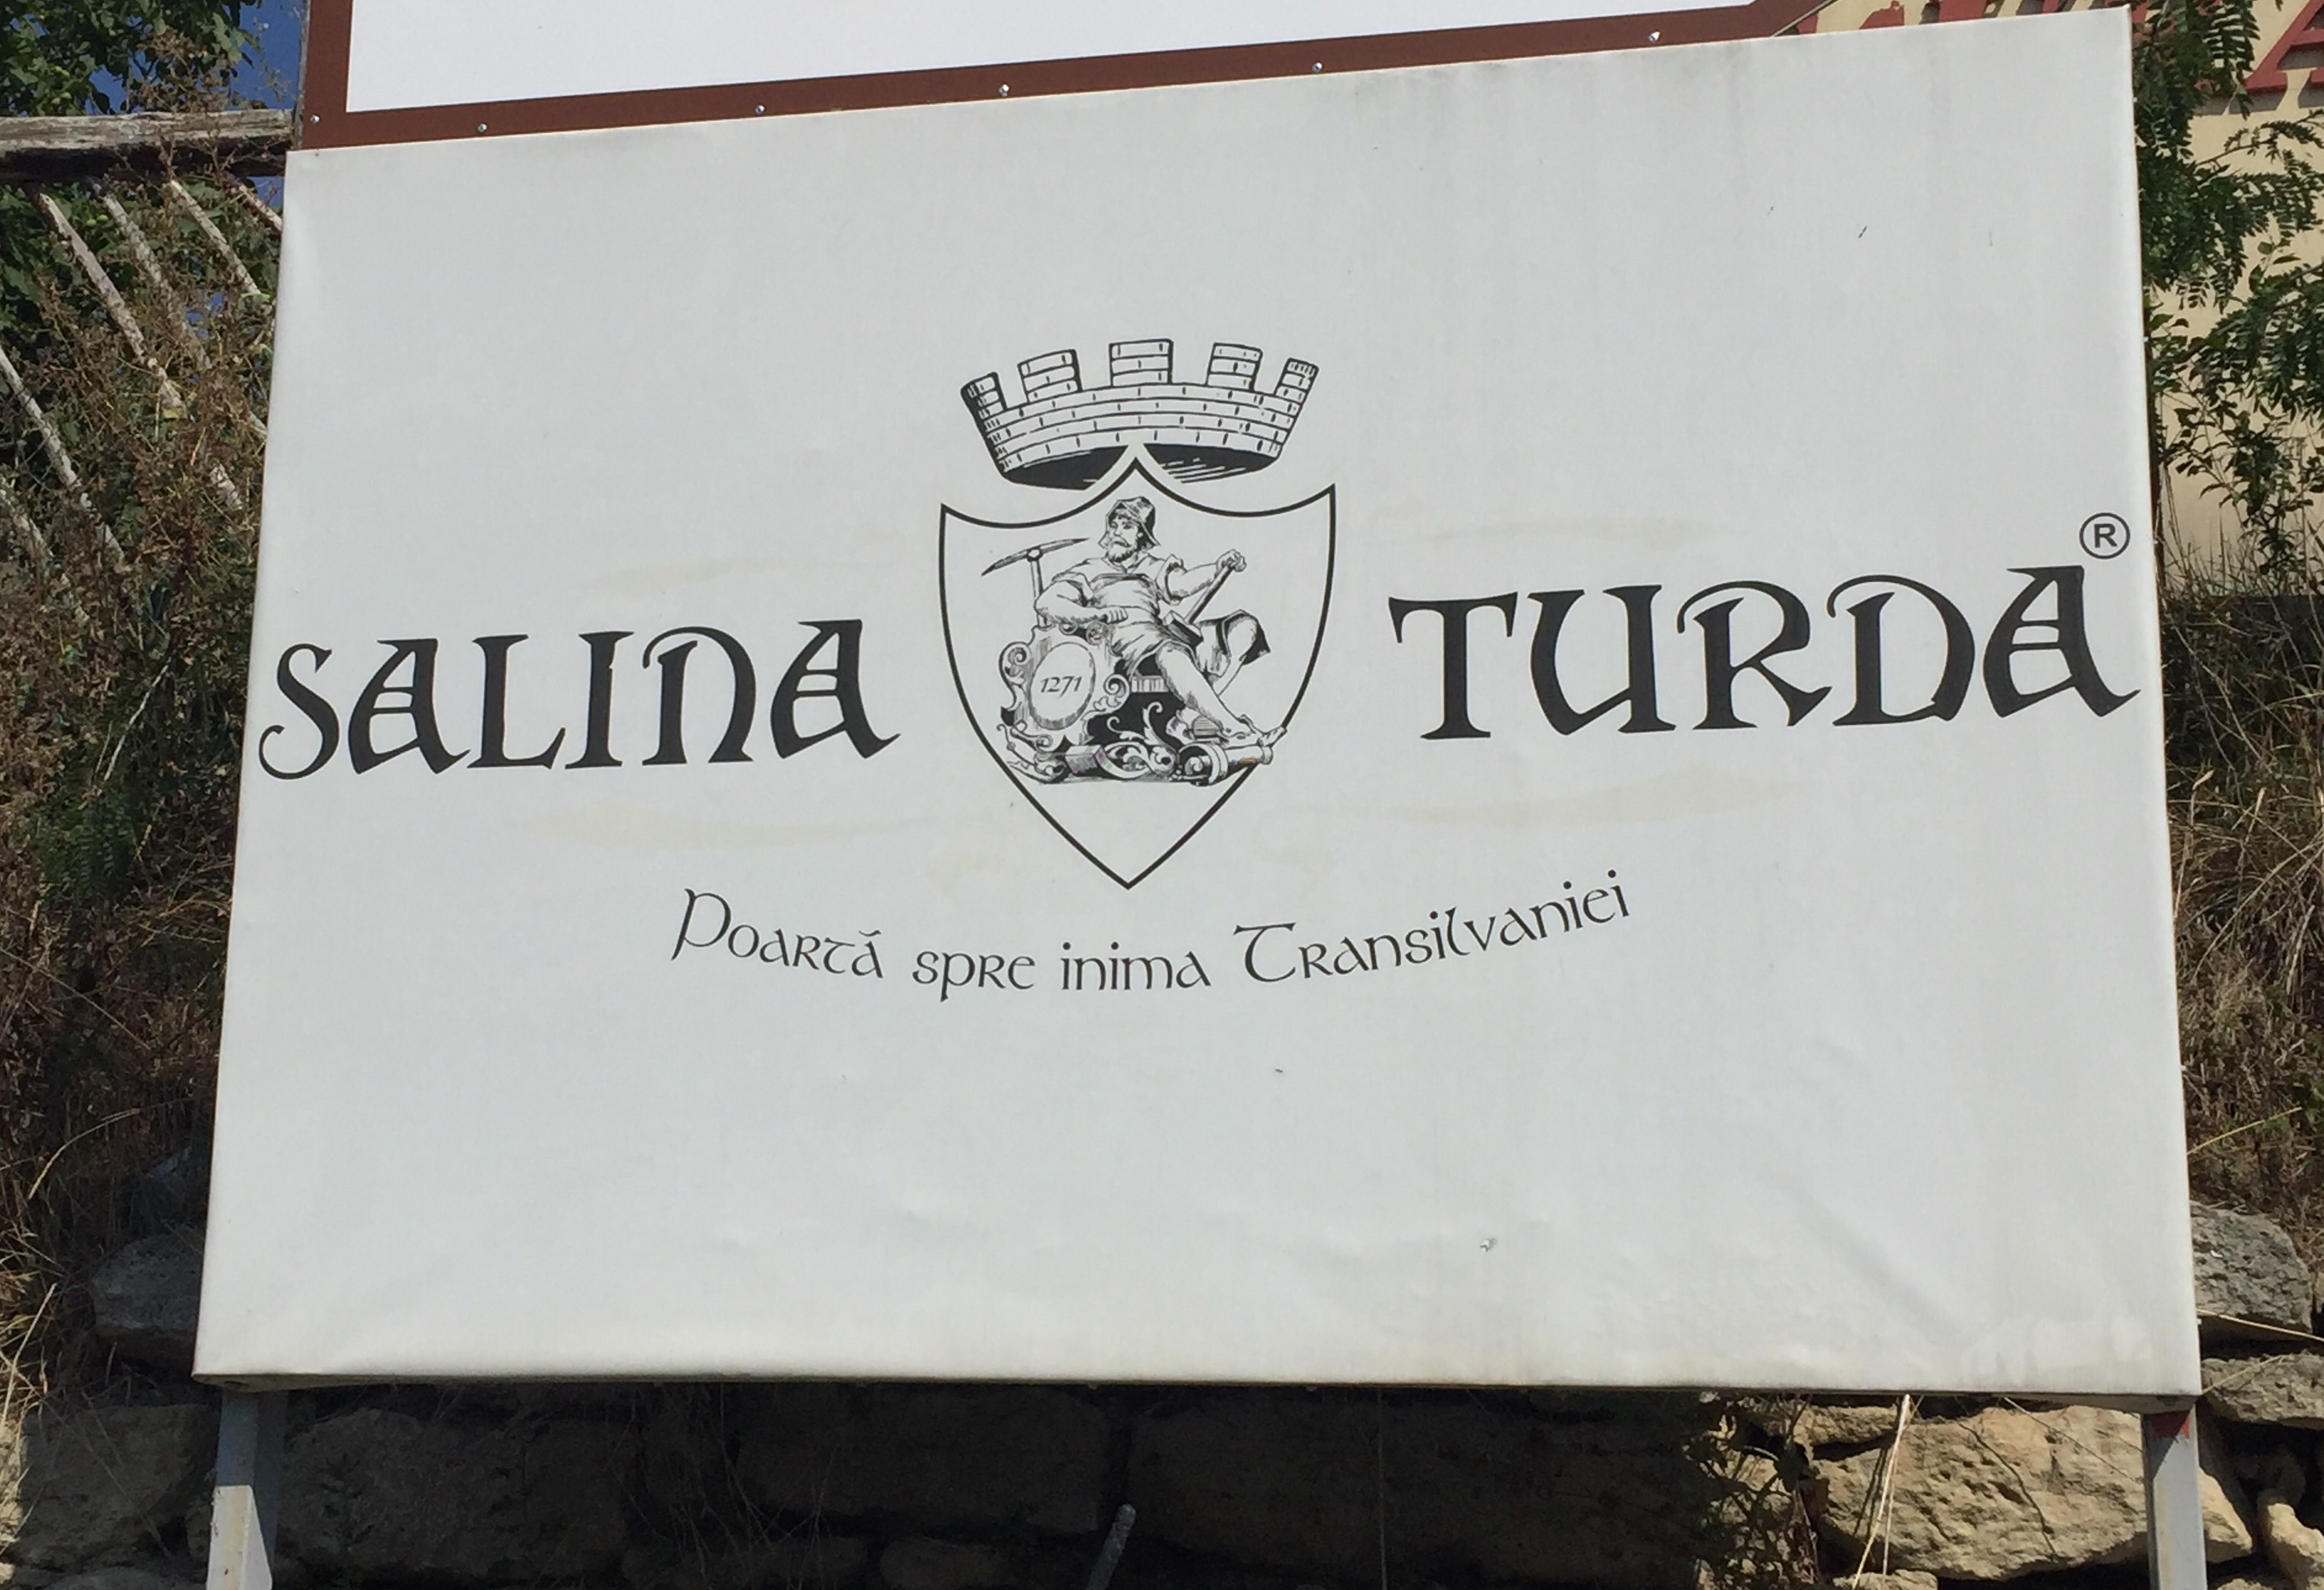 SALINA TURDA®
1271
Poartă spre inima Transilvaniei